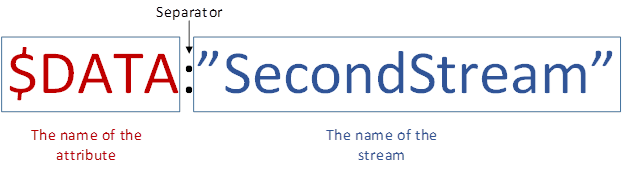 Separator
$DATA:”SecondStream”
The name of the
attribute
The name of the
stream